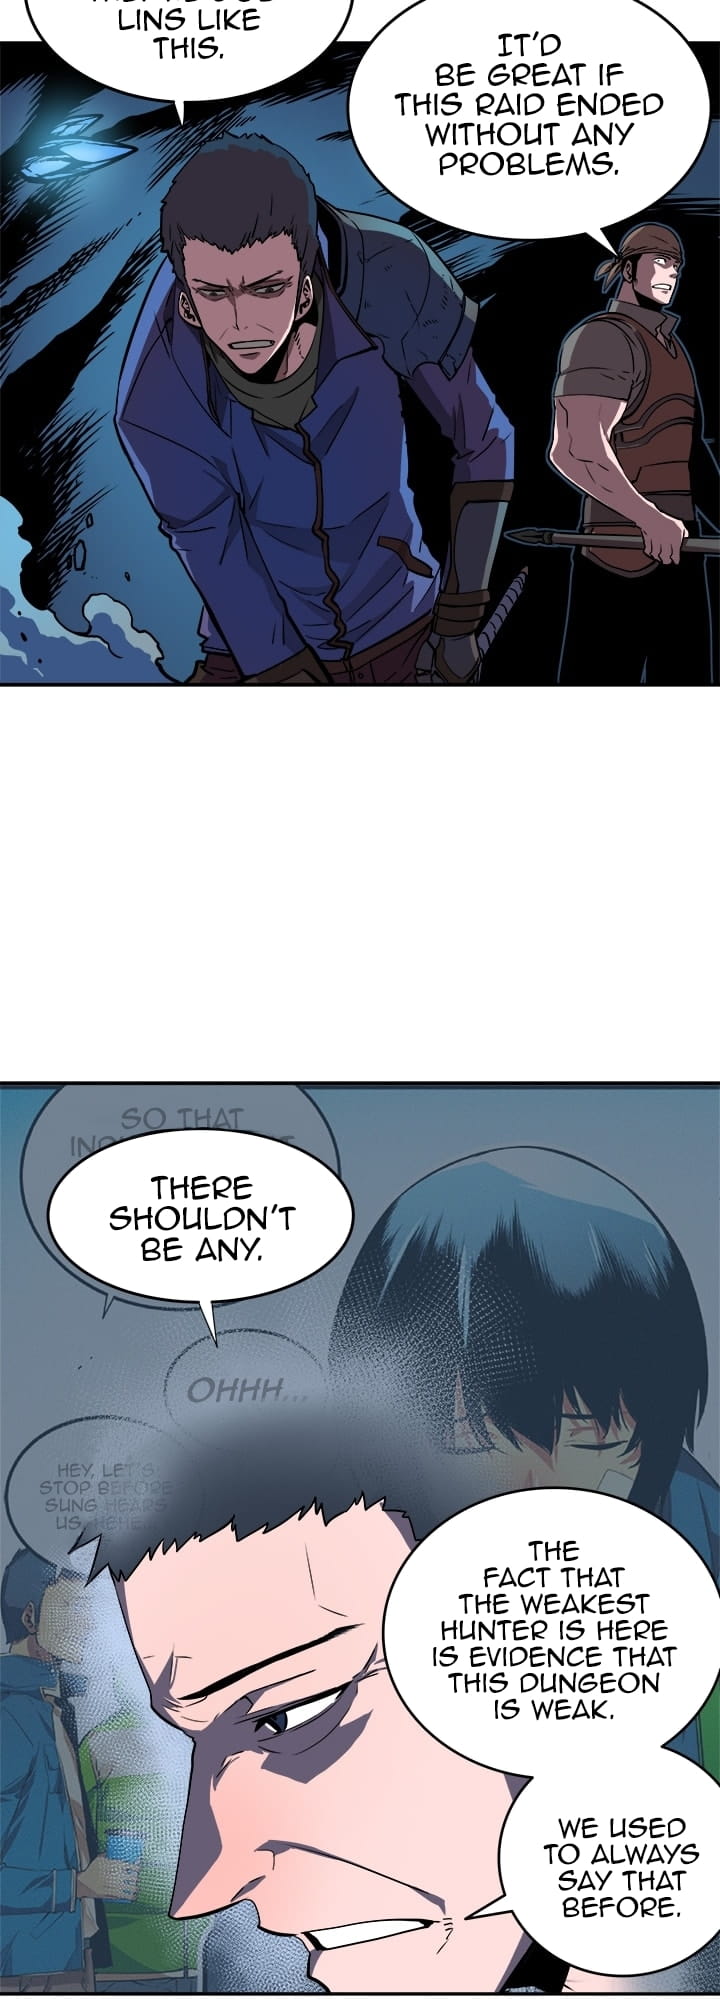 LINS LIKE
THIS.
IT'D
BE GREAT IF
THIS RAID ENDED
WITHOUT ANY
PROBLEMS.
SO THAT
THERE
SHOULDN'T
BE ANY.
OHHH...
HEY, LET'S
STOP BEFORE
SUNG HEARS
US, HEHE.
THE
FACT THAT
THE WEAKEST
HUNTER IS HERE
IS EVIDENCE THAT
THIS DUNGEON
IS WEAK.
WE USED
TO ALWAYS
SAY THAT
BEFORE.